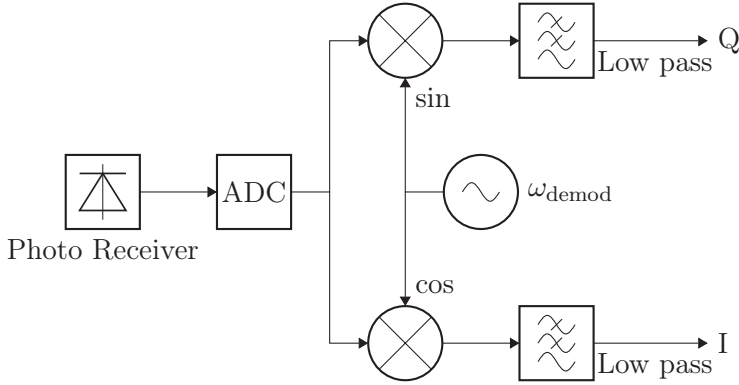 Q
Low pass
sin
ADC
ω_demod
Photo Receiver
cos
I
Low pass